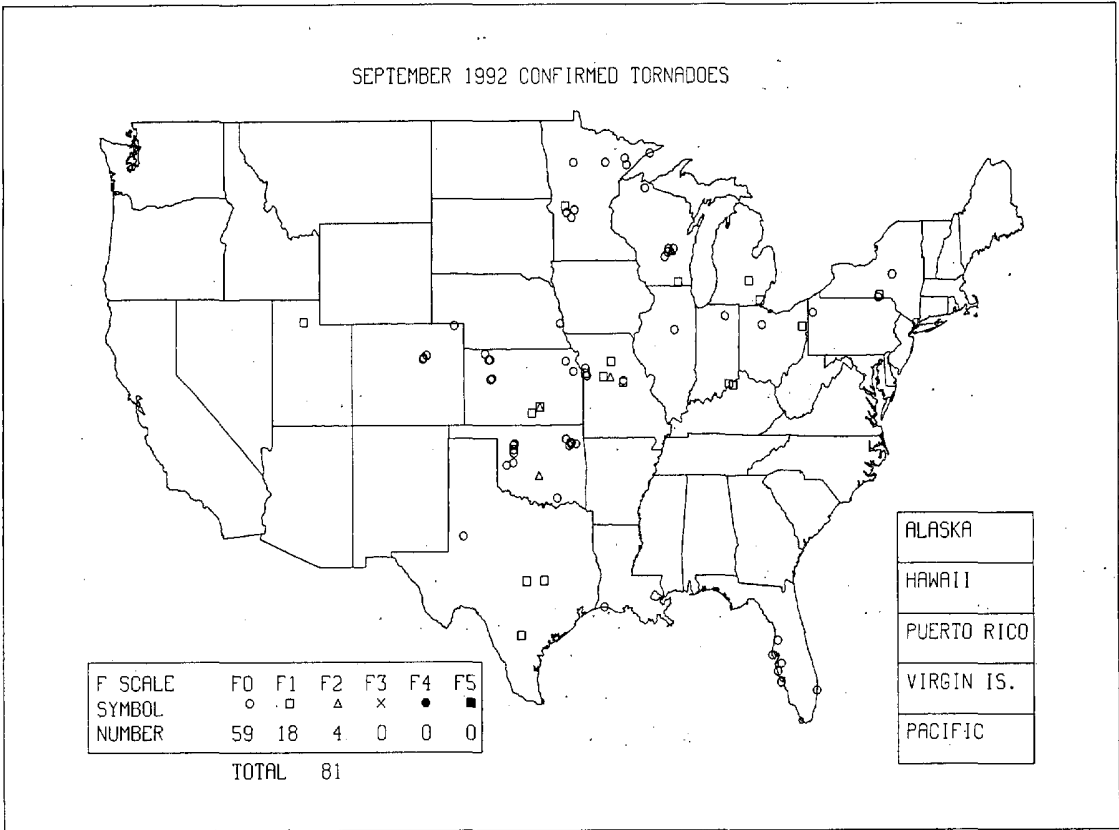 SEPTEMBER 1992 CONFIRMED TORNADOES
ALASKA
HAWAII
PUERTO RICO
VIRGIN IS.
PACIFIC
F SCALE F0 F1 F2 F3 F4 F5
SYMBOL ○ □ △ × ● ■
NUMBER 59 18 4 0 0 0
TOTAL 81